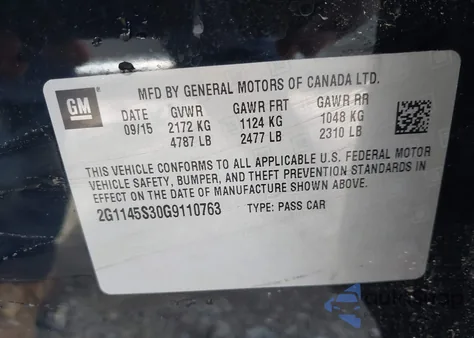 GM
MFD BY GENERAL MOTORS OF CANADA LTD.
DATE GVWR GAWR FRT GAWR RR
09/15 2172 KG 1124 KG 1048 KG
4787 LB 2477 LB 2310 LB
THIS VEHICLE CONFORMS TO ALL APPLICABLE U.S. FEDERAL MOTOR
VEHICLE SAFETY, BUMPER, AND THEFT PREVENTION STANDARDS IN
EFFECT ON THE DATE OF MANUFACTURE SHOWN ABOVE.
2G1145S30G9110763 TYPE: PASS CAR